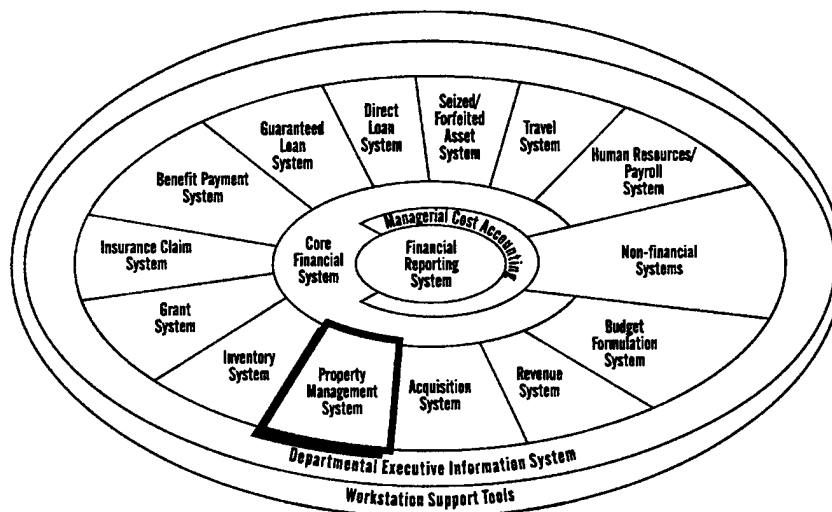 Seized/
Forfeited
Asset
System
Direct
Loan
System
Travel
System
Guaranteed
Loan
System
Human Resources/
Payroll
System
Benefit Payment
System
Managerial Cost Accounting
Insurance Claim
System
Core
Financial
System
Financial
Reporting
System
Non-financial
Systems
Grant
System
Budget
Formulation
System
Inventory
System
Property
Management
System
Acquisition
System
Revenue
System
Departmental Executive Information System
Workstation Support Tools